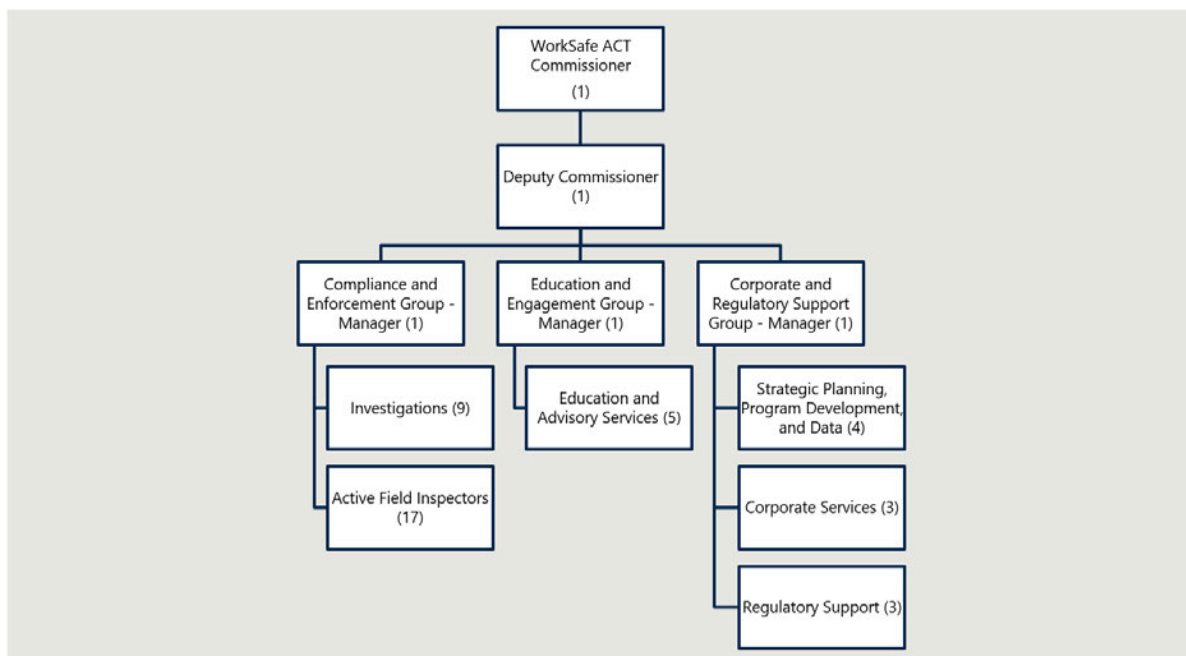 WorkSafe ACT
Commissioner
(1)
Deputy Commissioner
(1)
Compliance and
Enforcement Group -
Manager (1)
Education and
Engagement Group -
Manager (1)
Corporate and
Regulatory Support
Group - Manager (1)
Investigations (9)
Active Field Inspectors
(17)
Education and
Advisory Services (5)
Strategic Planning,
Program Development,
and Data (4)
Corporate Services (3)
Regulatory Support (3)